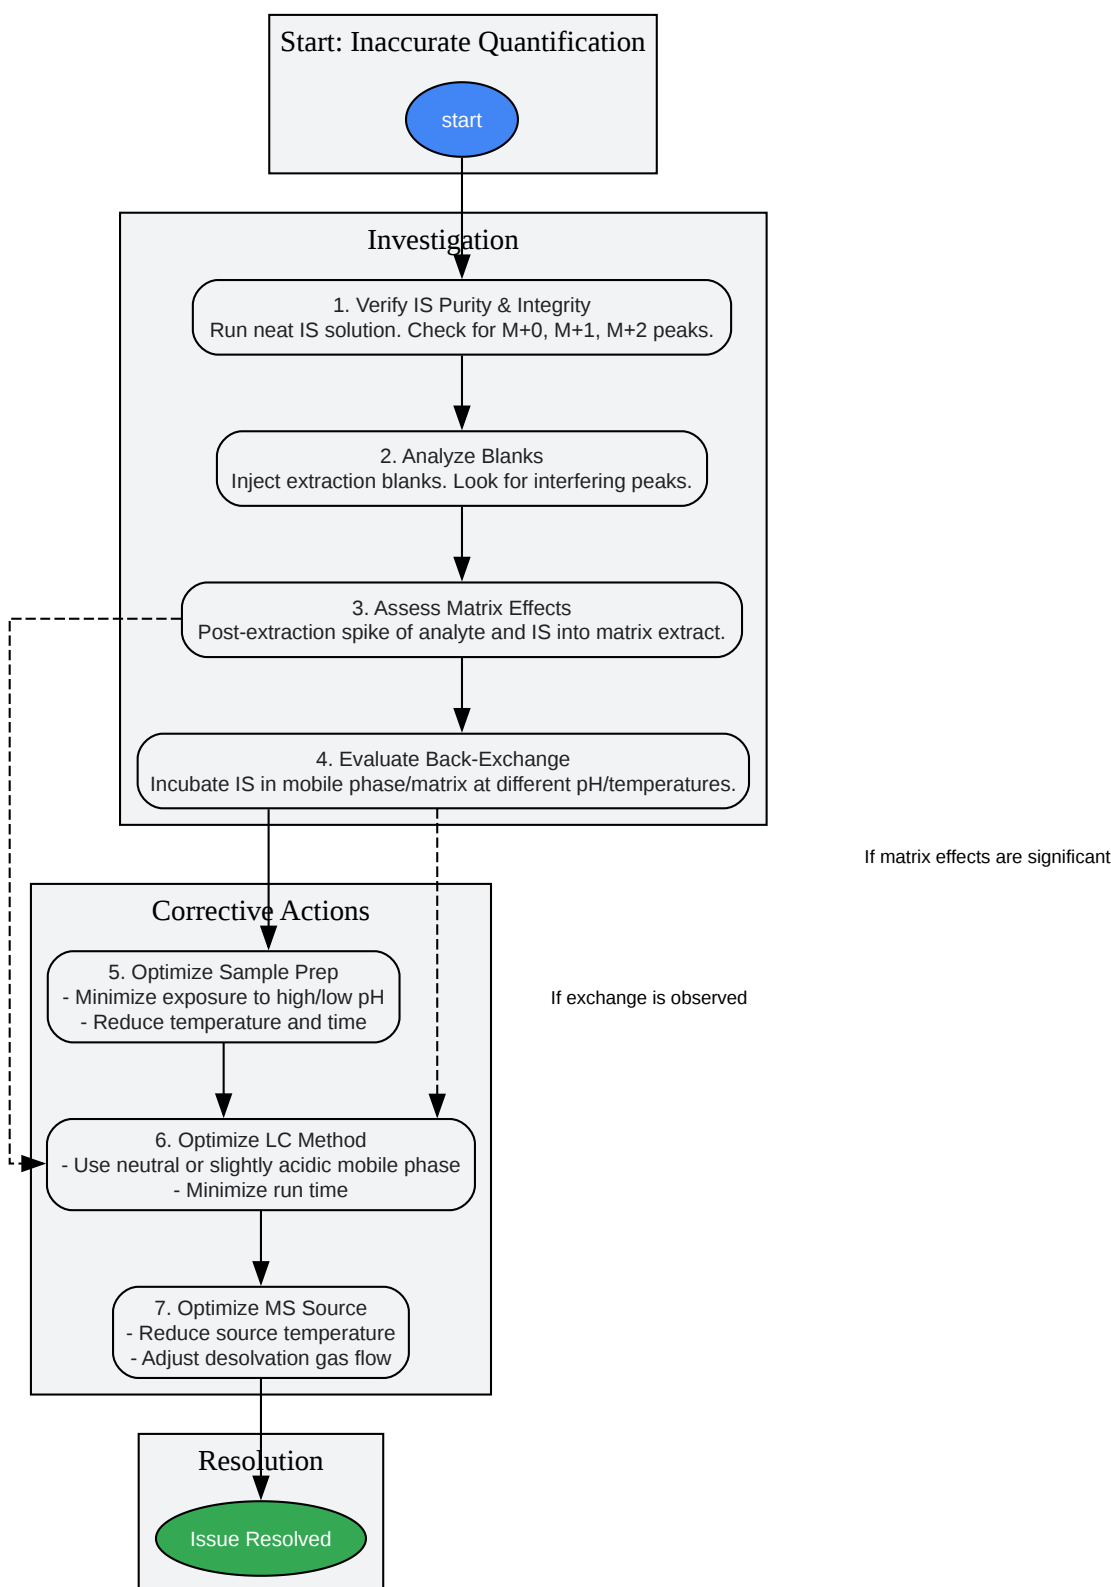 Start: Inaccurate Quantification
start
Investigation
1. Verify IS Purity & Integrity
Run neat IS solution. Check for M+0, M+1, M+2 peaks.
2. Analyze Blanks
Inject extraction blanks. Look for interfering peaks.
3. Assess Matrix Effects
Post-extraction spike of analyte and IS into matrix extract.
4. Evaluate Back-Exchange
Incubate IS in mobile phase/matrix at different pH/temperatures.
If matrix effects are significant
Corrective Actions
5. Optimize Sample Prep
- Minimize exposure to high/low pH
- Reduce temperature and time
If exchange is observed
6. Optimize LC Method
- Use neutral or slightly acidic mobile phase
- Minimize run time
7. Optimize MS Source
- Reduce source temperature
- Adjust desolvation gas flow
Resolution
Issue Resolved